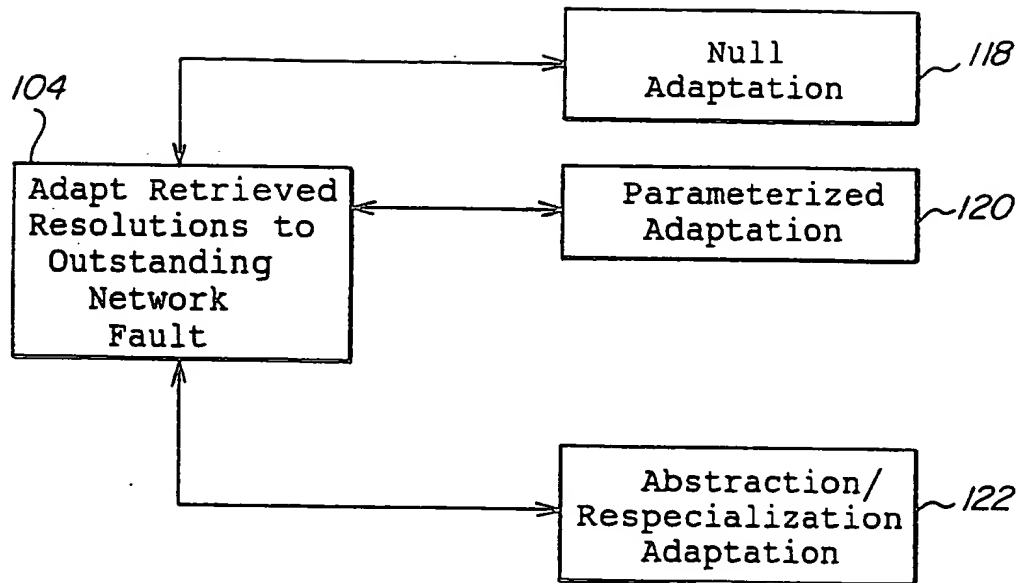 Null
Adaptation
118
104
Adapt Retrieved
Resolutions to
Outstanding
Network
Fault
Parameterized
Adaptation
120
Abstraction/
Respecialization
Adaptation
122